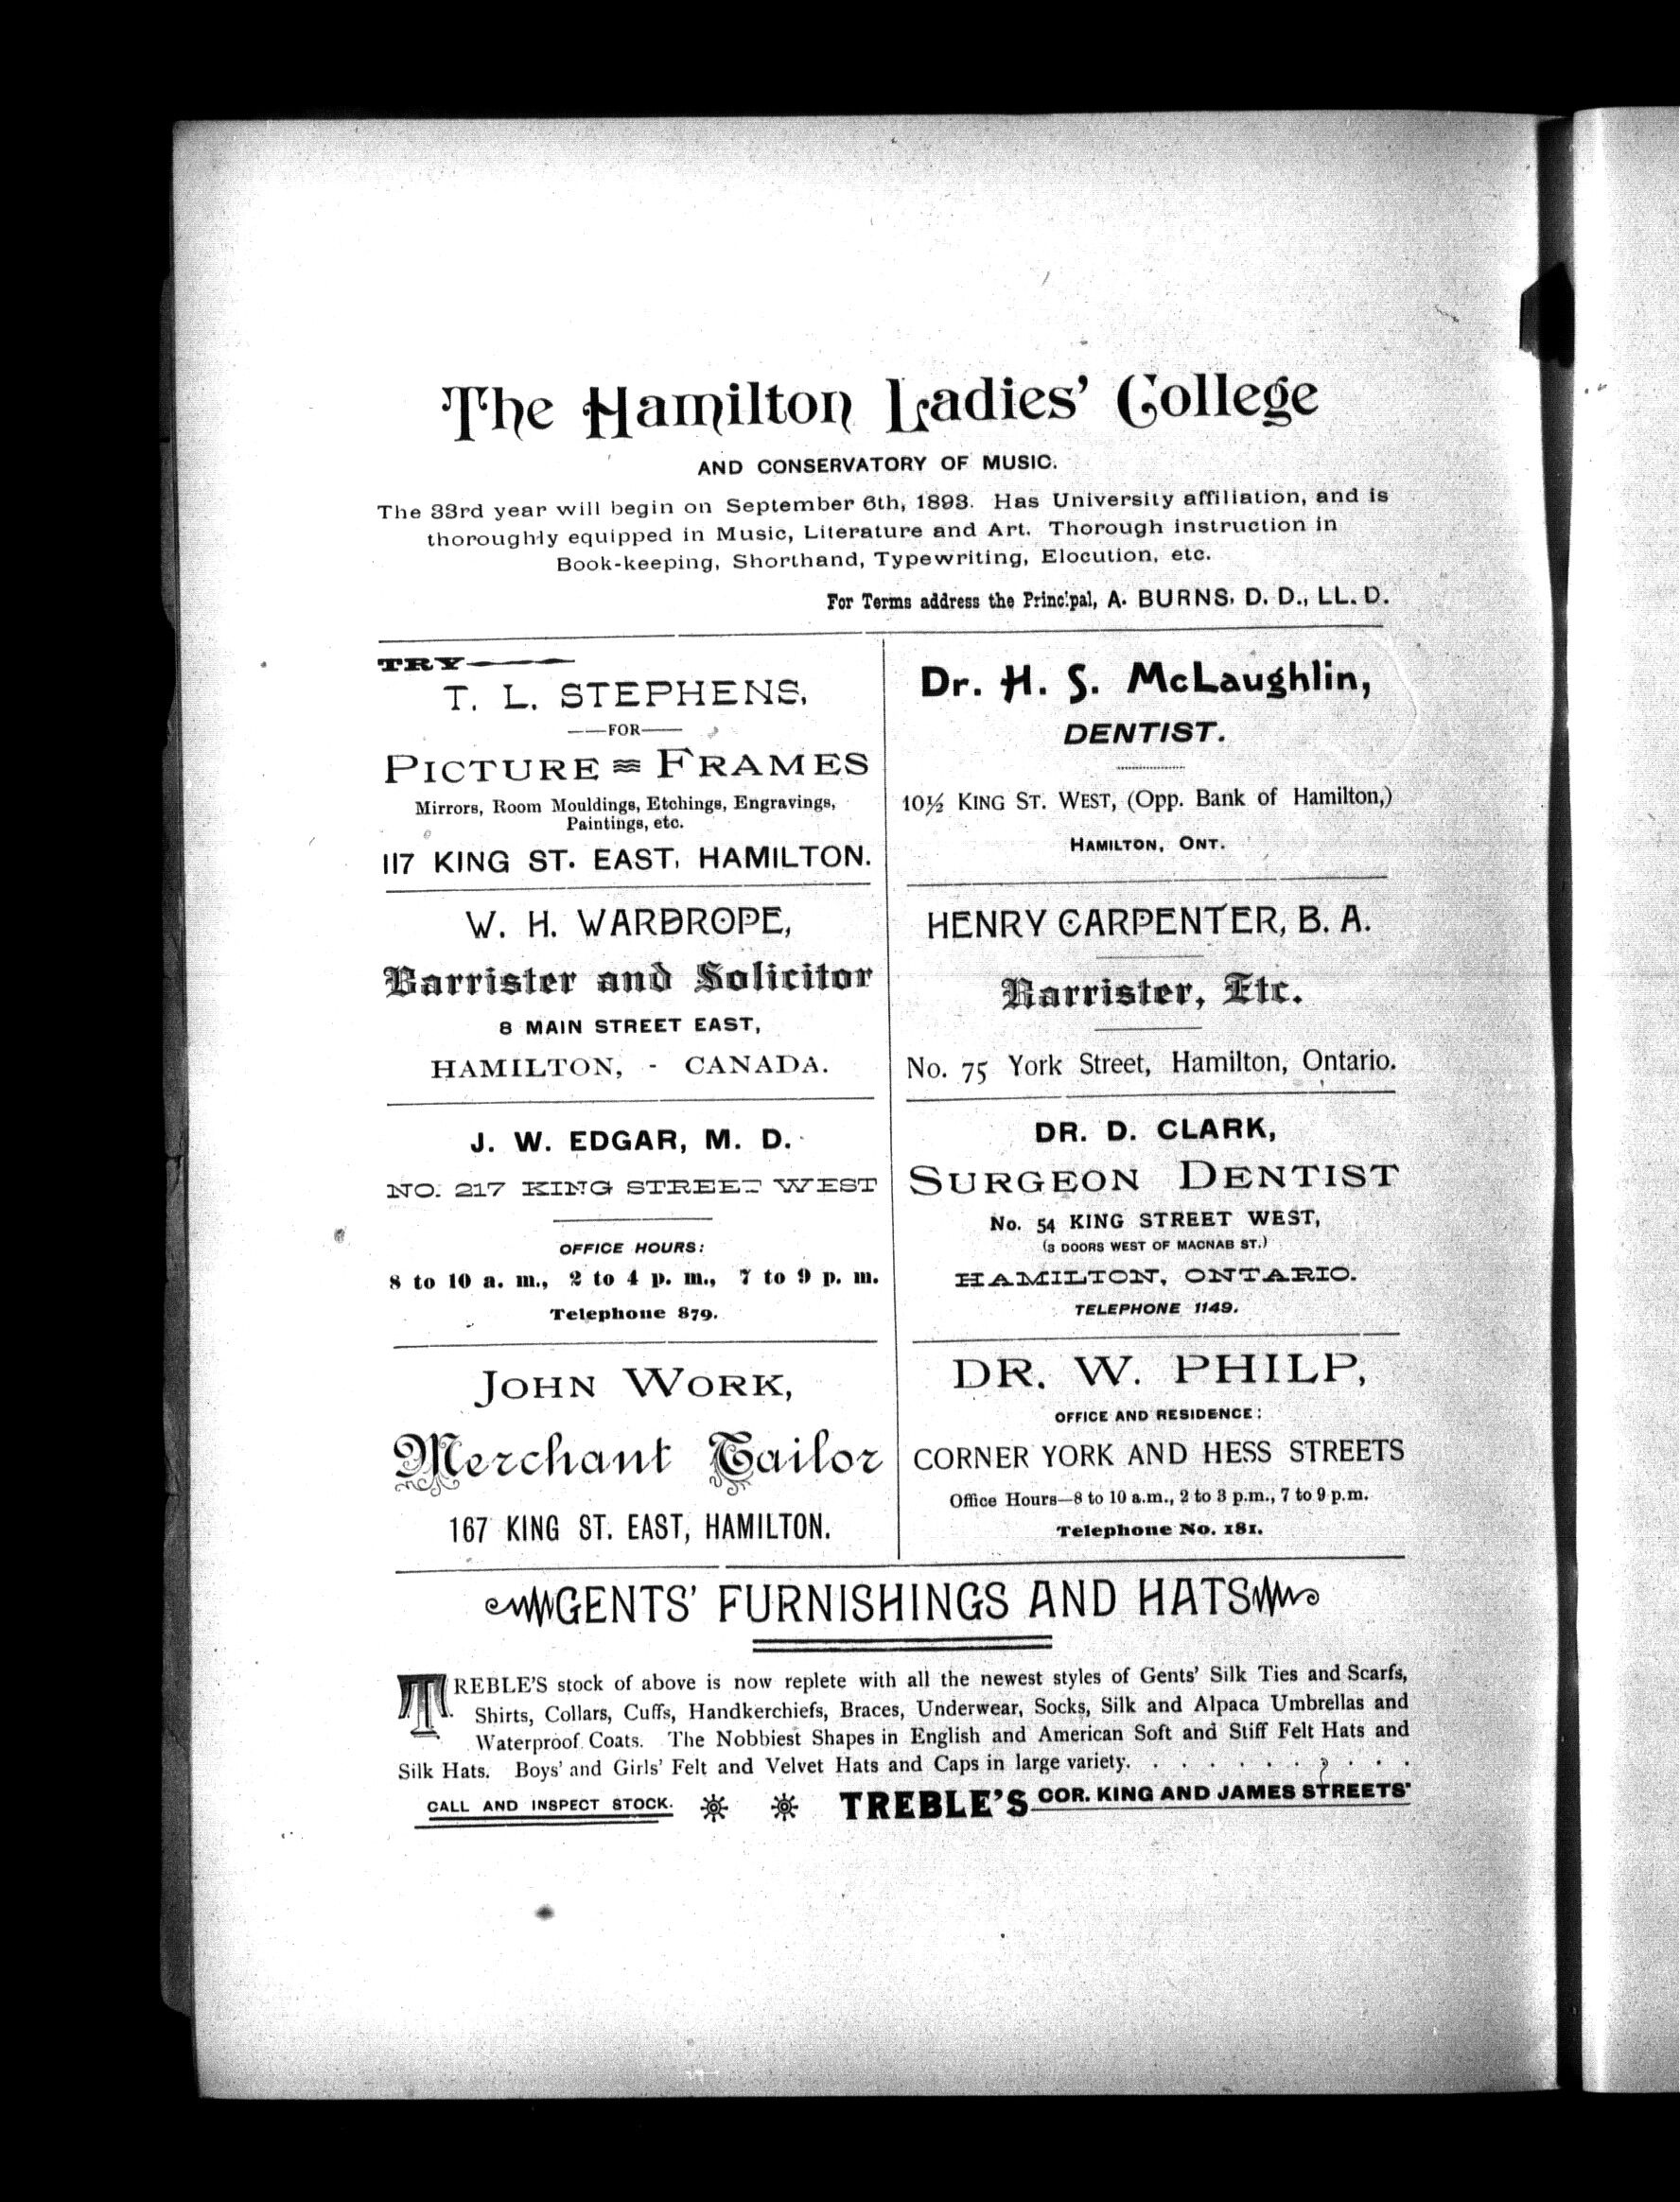 The Hamilton Ladies' College
AND CONSERVATORY OF MUSIC.
The 33rd year will begin on September 6th, 1893. Has University affiliation, and is
thoroughly equipped in Music, Literature and Art. Thorough instruction in
Book-keeping, Shorthand, Typewriting, Elocution, etc.
For Terms address the Principal, A. BURNS, D. D., LL. D.
TRY
T. L. STEPHENS,
——FOR——
PICTURE FRAMES
Mirrors, Room Mouldings, Etchings, Engravings,
Paintings, etc.
117 KING ST. EAST, HAMILTON.
W. H. WARDROPE,
Barrister and Solicitor
8 MAIN STREET EAST,
HAMILTON, - CANADA.
J. W. EDGAR, M. D.
NO. 217 KING STREET WEST
OFFICE HOURS:
8 to 10 a. m., 2 to 4 p. m., 7 to 9 p. m.
Telephone 879.
JOHN WORK,
Merchant Tailor
167 KING ST. EAST, HAMILTON.
Dr. H. S. McLaughlin,
DENTIST.
10½ KING ST. WEST, (Opp. Bank of Hamilton,)
HAMILTON, ONT.
HENRY CARPENTER, B. A.
Barrister, Etc.
No. 75 York Street, Hamilton, Ontario.
DR. D. CLARK,
SURGEON DENTIST
No. 54 KING STREET WEST,
(3 DOORS WEST OF MACNAB ST.)
HAMILTON, ONTARIO.
TELEPHONE 1149.
DR. W. PHILP,
OFFICE AND RESIDENCE:
CORNER YORK AND HESS STREETS
Office Hours—8 to 10 a.m., 2 to 3 p.m., 7 to 9 p.m.
Telephone No. 181.
GENTS' FURNISHINGS AND HATS
TREBLE'S stock of above is now replete with all the newest styles of Gents' Silk Ties and Scarfs,
Shirts, Collars, Cuffs, Handkerchiefs, Braces, Underwear, Socks, Silk and Alpaca Umbrellas and
Waterproof Coats. The Nobbiest Shapes in English and American Soft and Stiff Felt Hats and
Silk Hats. Boys' and Girls' Felt and Velvet Hats and Caps in large variety. . . . . . . . . . .
CALL AND INSPECT STOCK. TREBLE'S COR. KING AND JAMES STREETS